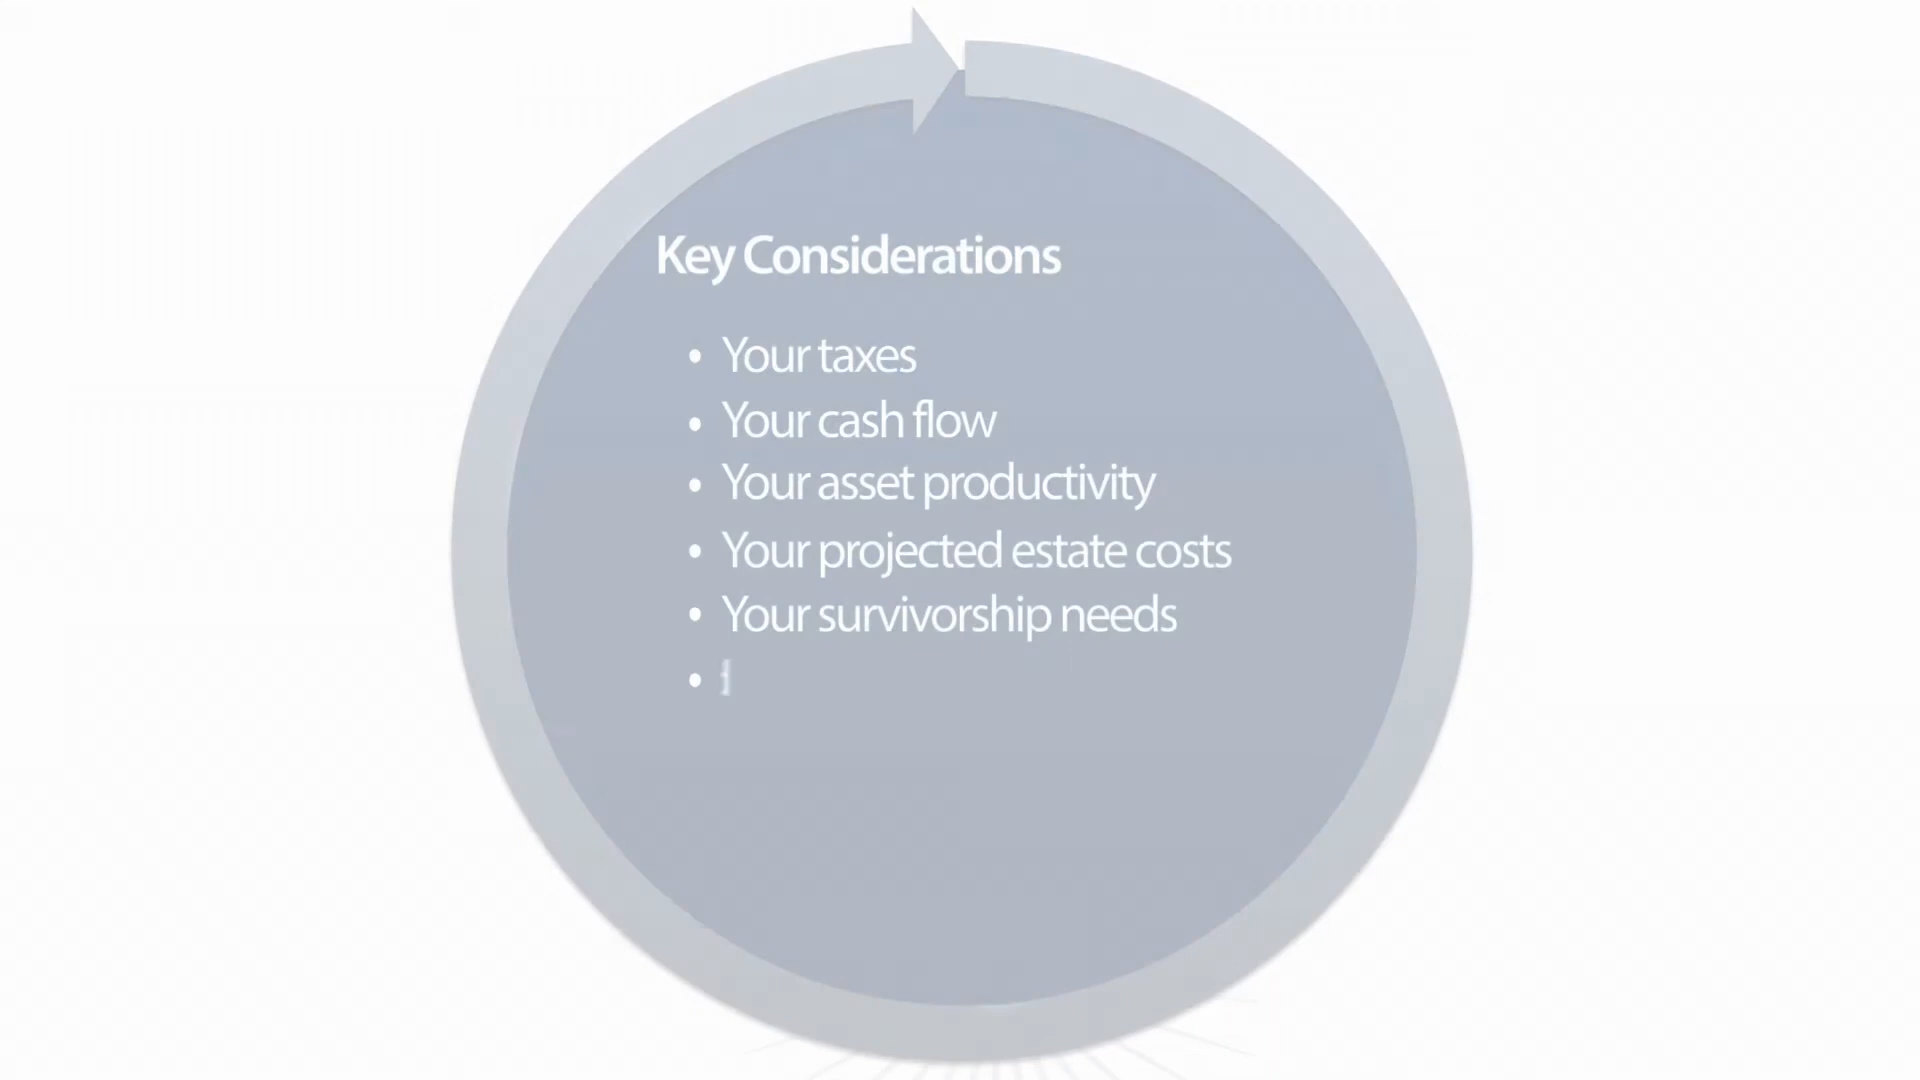 Key Considerations
• Your taxes
• Your cash flow
• Your asset productivity
• Your projected estate costs
• Your survivorship needs
•